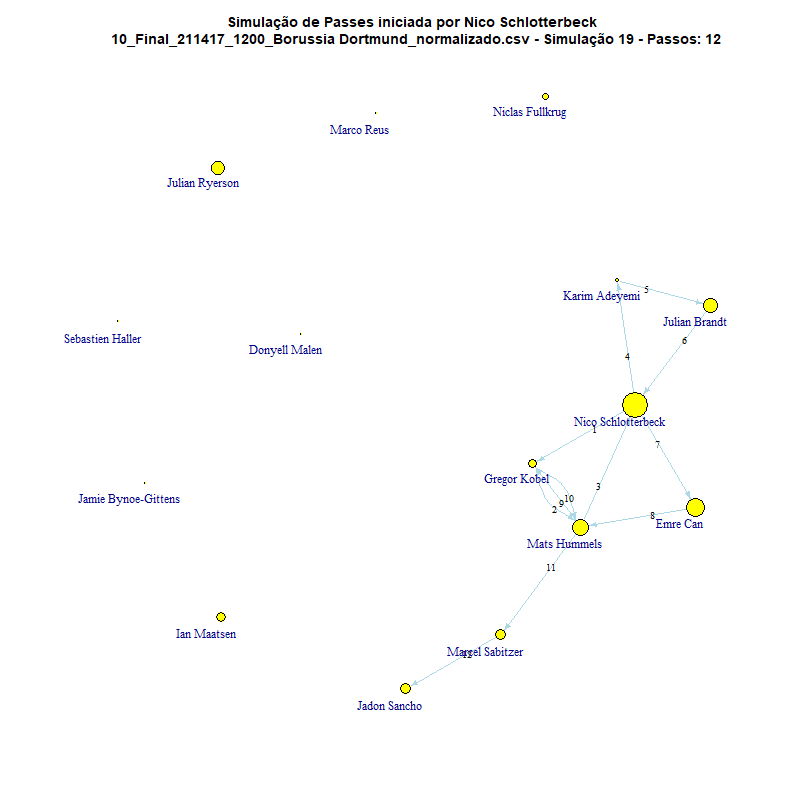 Simulação de Passes iniciada por Nico Schlotterbeck
10_Final_211417_1200_Borussia Dortmund_normalizado.csv - Simulação 19 - Passos: 12
Niclas Fullkrug
Marco Reus
Julian Ryerson
Karim Adeyemi
5
Julian Brandt
Sebastien Haller
Donyell Malen
6
4
Nico Schlotterbeck
1
7
Gregor Kobel
3
Jamie Bynoe-Gittens
10
9
2
8
Emre Can
Mats Hummels
11
Ian Maatsen
Marcel Sabitzer
12
Jadon Sancho